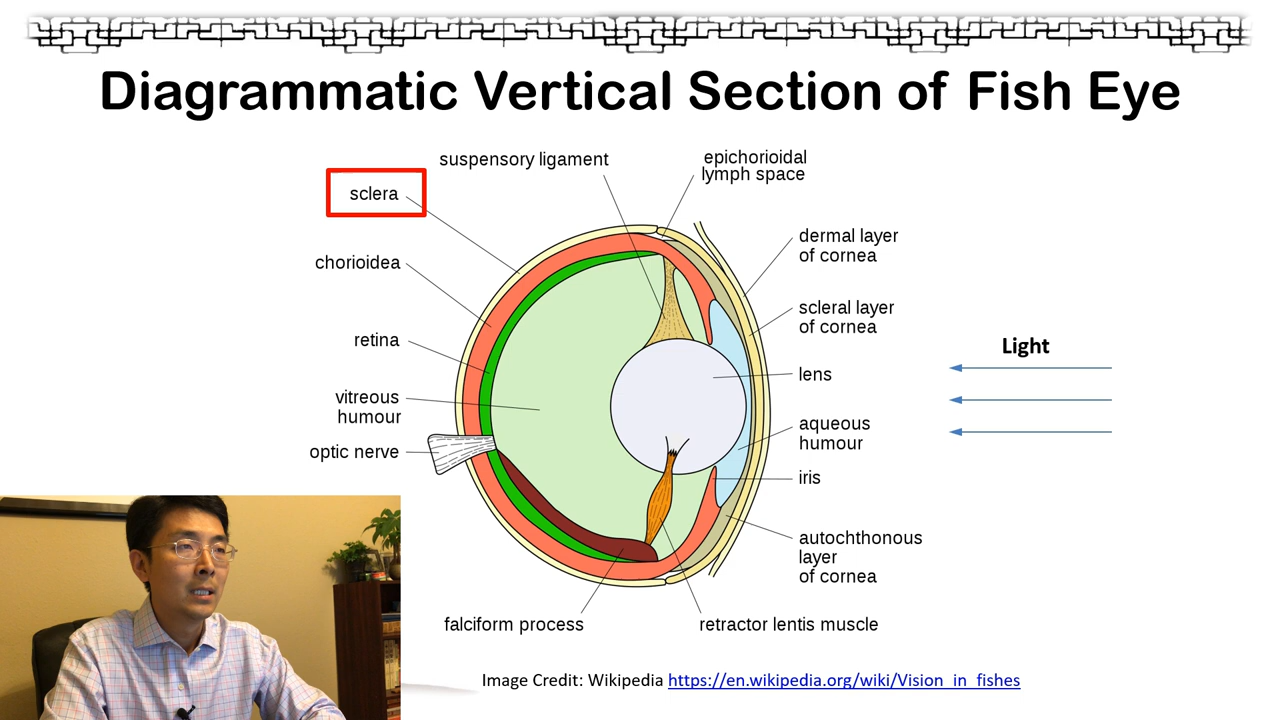 Diagrammatic Vertical Section of Fish Eye
suspensory ligament
epichorioidal
lymph space
sclera
dermal layer
of cornea
chorioidea
scleral layer
of cornea
retina
Light
lens
vitreous
humour
aqueous
humour
optic nerve
iris
autochthonous
layer
of cornea
falciform process
retractor lentis muscle
Image Credit: Wikipedia https://en.wikipedia.org/wiki/Vision_in_fishes